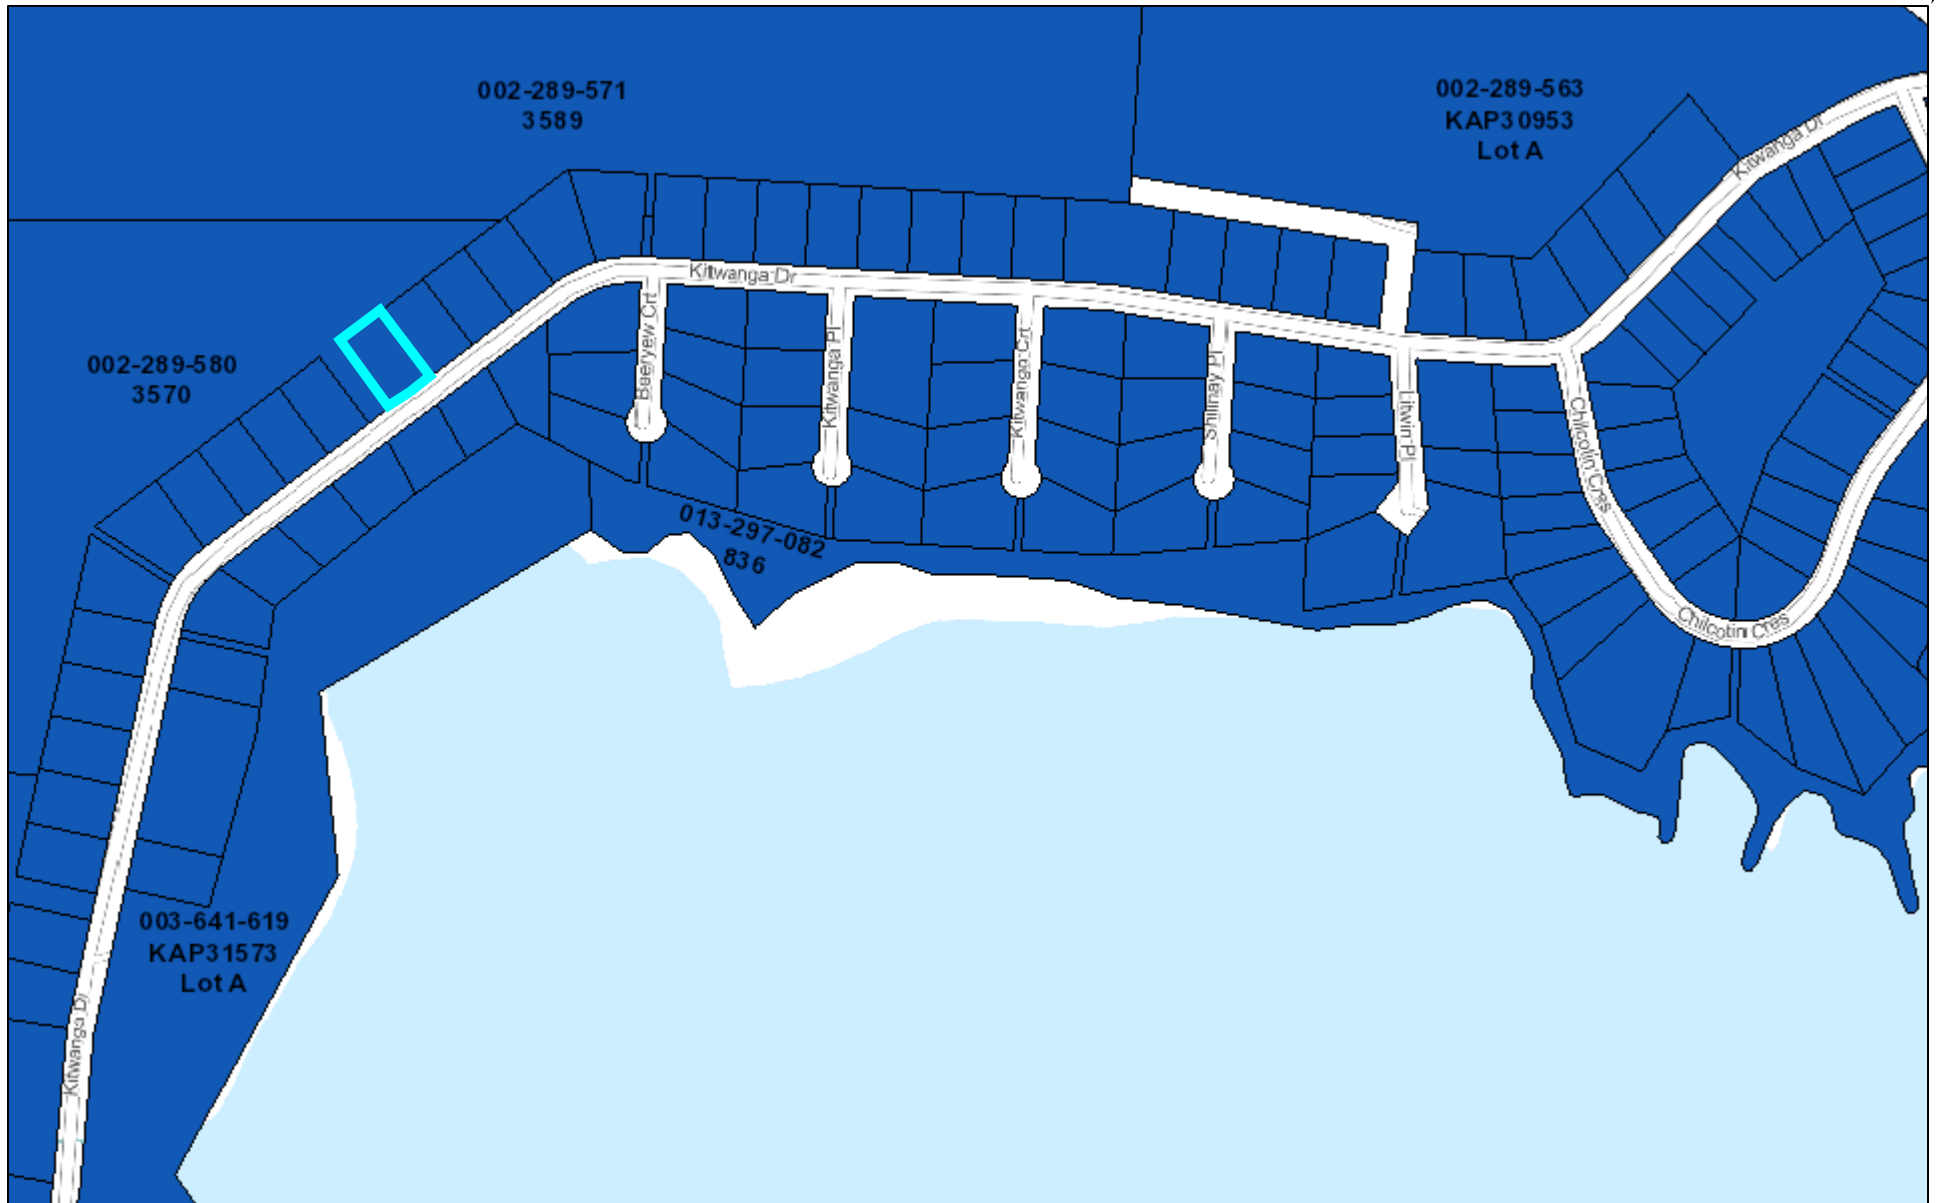 002-289-571
3589
002-289-563
KAP30953
Lot A
Kitwanga Dr
Kitwanga Dr
002-289-580
3570
Kitwanga Pl
Kitwanga Crt
Shilinay Pl
Litwin Pl
Chilcotin Cres
013-297-082
836
Chilcotin Cres
003-641-619
KAP31573
Lot A
Kitwanga Dr